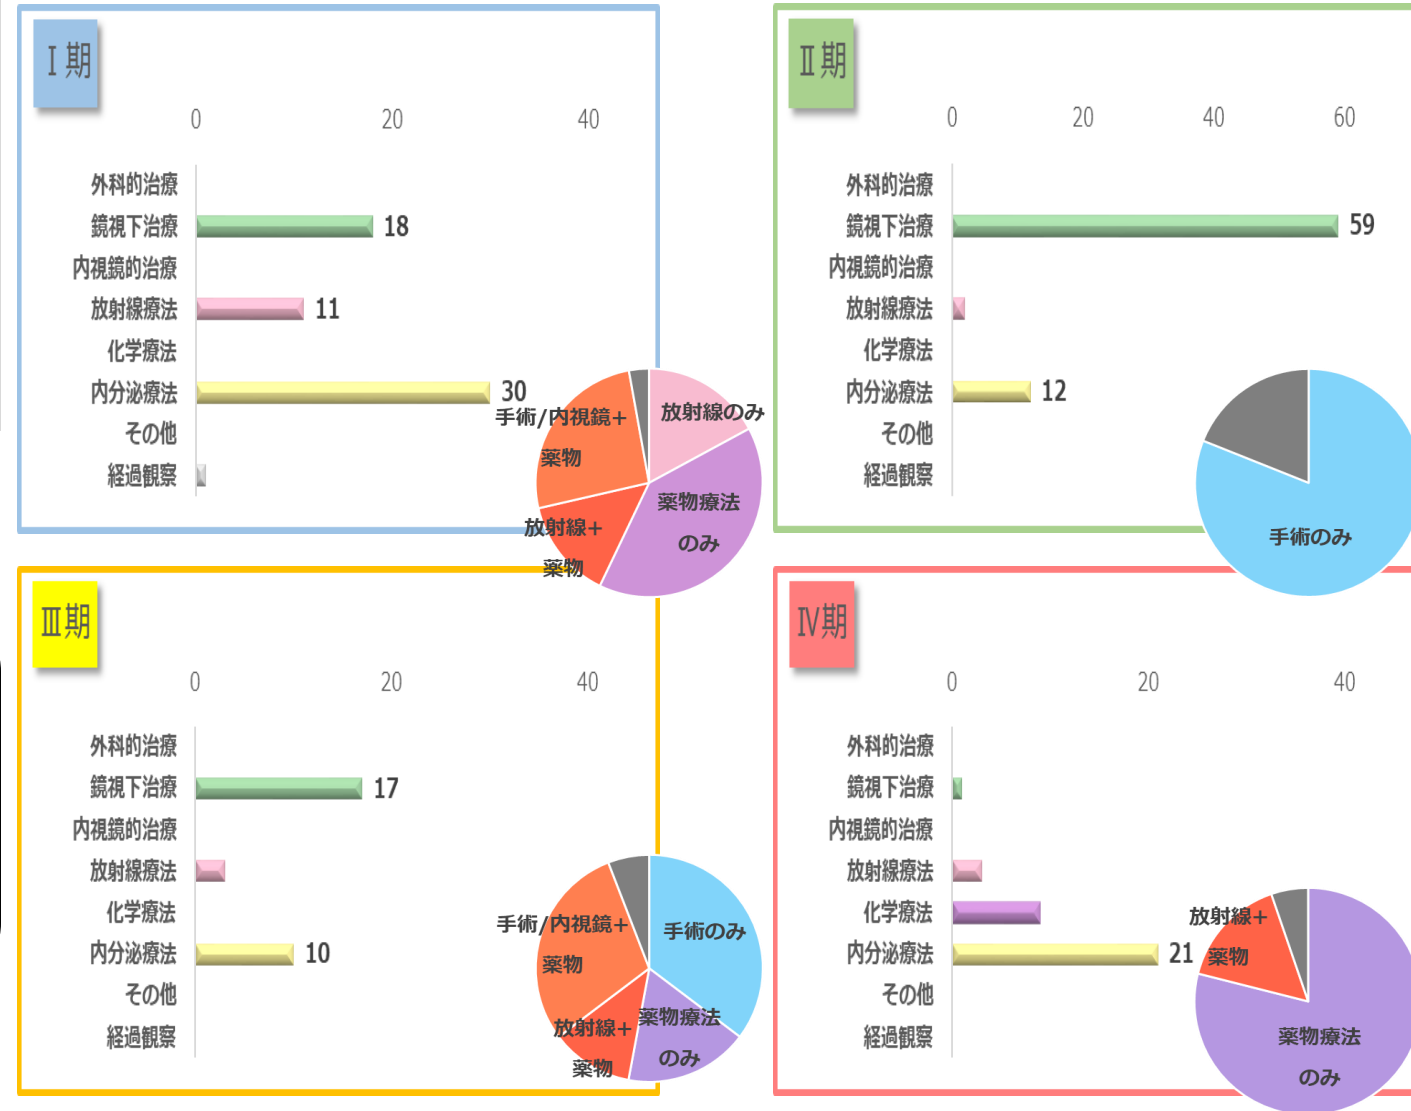 Ⅰ期
0 20 40
外科的治療
鏡視下治療 18
内視鏡的治療
放射線療法 11
化学療法
内分泌療法 30
その他
経過観察
手術/内視鏡+
薬物
放射線のみ
薬物療法
のみ
放射線+
薬物
Ⅱ期
0 20 40 60
外科的治療
鏡視下治療 59
内視鏡的治療
放射線療法
化学療法
内分泌療法 12
その他
経過観察
手術のみ
Ⅲ期
0 20 40
外科的治療
鏡視下治療 17
内視鏡的治療
放射線療法
化学療法
内分泌療法 10
その他
経過観察
手術/内視鏡+
薬物
手術のみ
放射線+
薬物
薬物療法
のみ
Ⅳ期
0 20 40
外科的治療
鏡視下治療
内視鏡的治療
放射線療法
化学療法
内分泌療法 21
その他
経過観察
放射線+
薬物
薬物療法
のみ